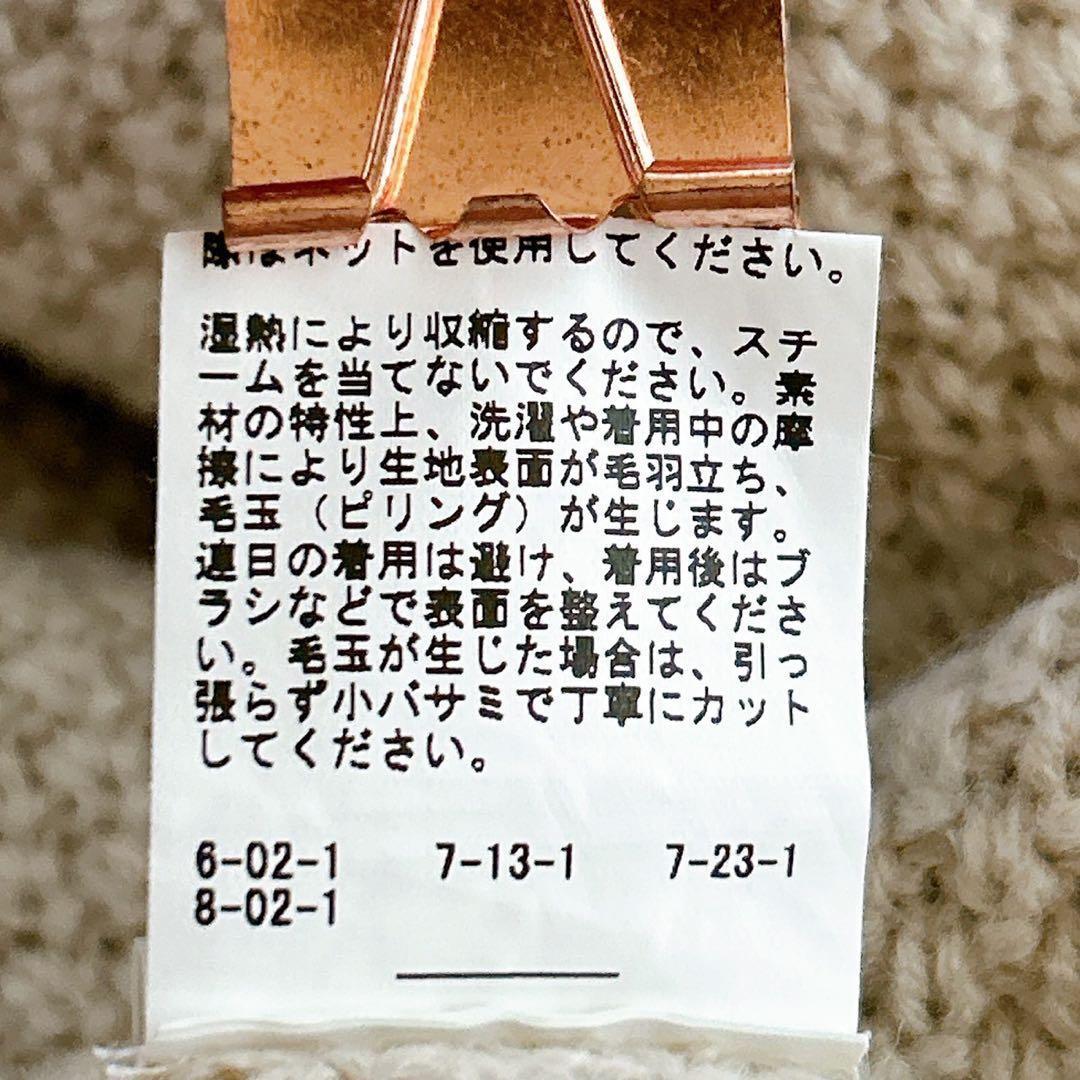 際はネットを使用してください。
湿熱により収縮するので、スチ
ームを当てないでください。素
材の特性上、洗濯や着用中の摩
擦により生地表面が毛羽立ち、
毛玉（ピリング）が生じます。
連日の着用は避け、着用後はブ
ラシなどで表面を整えてくださ
い。毛玉が生じた場合は、引っ
張らず小バサミで丁寧にカット
してください。
6-02-1 7-13-1 7-23-1
8-02-1